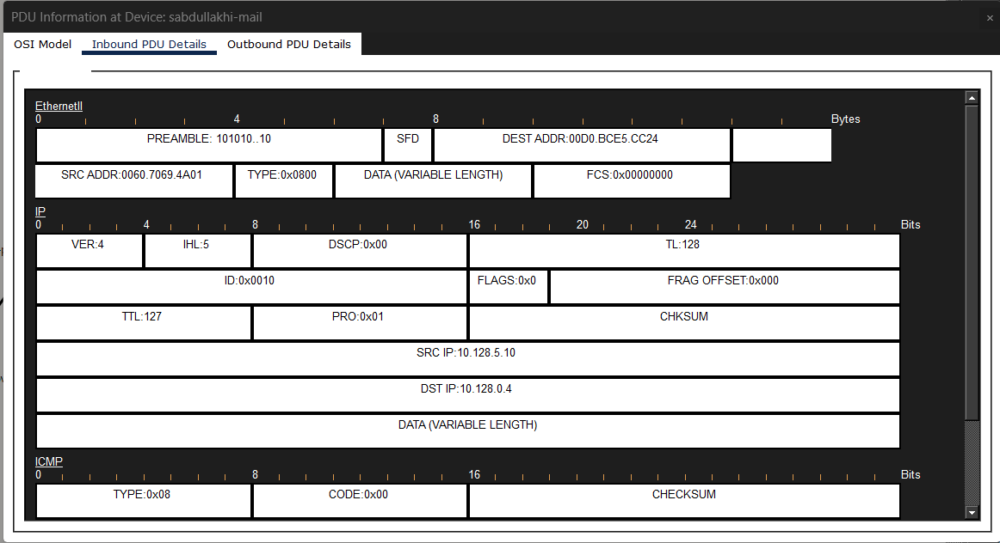 PDU Information at Device: sabdullakhi-mail
×
OSI Model Inbound PDU Details Outbound PDU Details
EthernetII
0 4 8 Bytes
PREAMBLE: 101010..10 SFD DEST ADDR:00D0.BCE5.CC24
SRC ADDR:0060.7069.4A01 TYPE:0x0800 DATA (VARIABLE LENGTH) FCS:0x00000000
IP
0 4 8 16 20 24 Bits
VER:4 IHL:5 DSCP:0x00 TL:128
ID:0x0010 FLAGS:0x0 FRAG OFFSET:0x000
TTL:127 PRO:0x01 CHKSUM
SRC IP:10.128.5.10
DST IP:10.128.0.4
DATA (VARIABLE LENGTH)
ICMP
0 8 16 Bits
TYPE:0x08 CODE:0x00 CHECKSUM